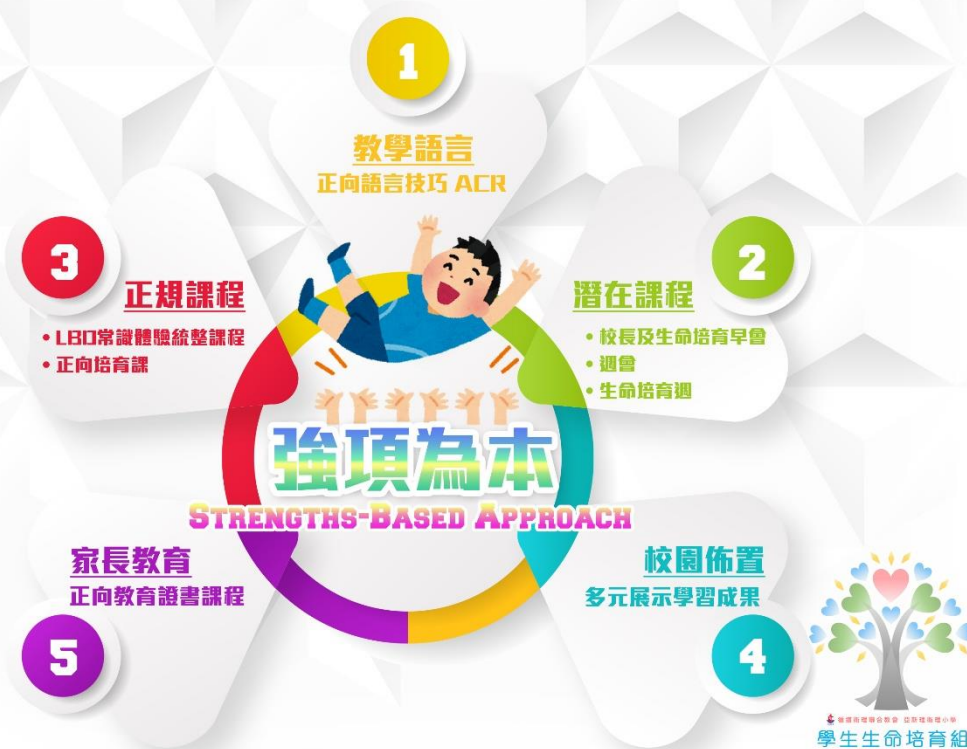 1
教學語言
正向語言技巧 ACR
2
潛在課程
• 校長及生命培育早會
• 週會
• 生命培育週
3
正規課程
• LBD常識體驗統整課程
• 正向培育課
強項為本
STRENGTHS-BASED APPROACH
校園佈置
多元展示學習成果
4
家長教育
正向教育證書課程
5
學生生命培育組